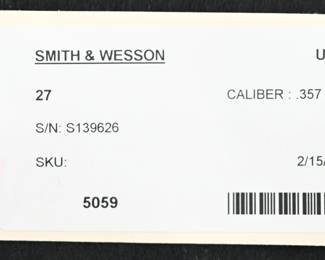 SMITH & WESSON U
27 CALIBER : .357
S/N: S139626
SKU: 2/15/
5059